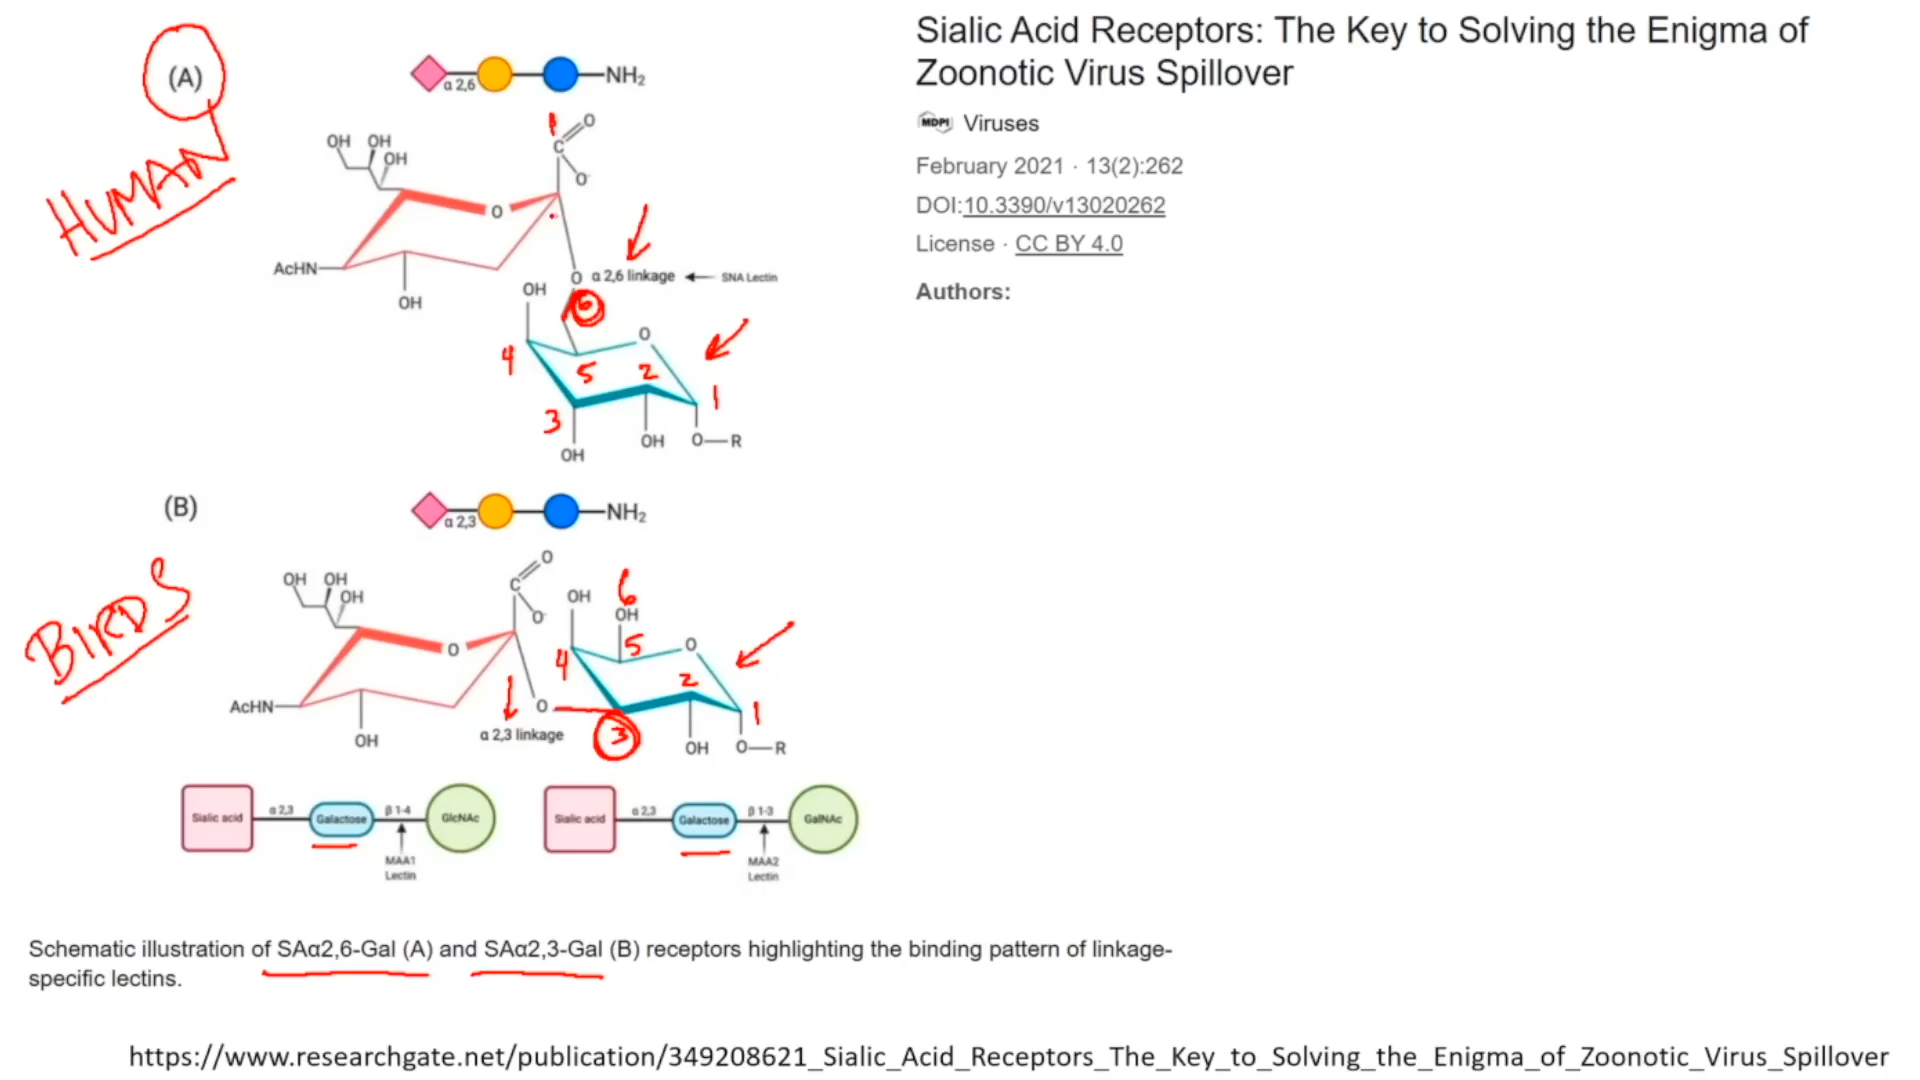 Sialic Acid Receptors: The Key to Solving the Enigma of
Zoonotic Virus Spillover
MDPI Viruses
February 2021 · 13(2):262
DOI:10.3390/v13020262
License · CC BY 4.0
Authors:
(A)
HUMAN
α 2,6
NH₂
1
C
O
O⁻
OH
OH
OH
O
AcHN
OH
O
α 2,6 linkage
SNA Lectin
OH
6
O
4
5
2
1
3
OH
OH
O—R
(B)
BIRDS
α 2,3
NH₂
C
O
O⁻
OH
OH
OH
O
AcHN
OH
O
α 2,3 linkage
OH
6
OH
4
5
O
2
1
3
OH
O—R
Sialic acid α 2,3 Galactose β 1-4 GlcNAc
MAA1
Lectin
Sialic acid α 2,3 Galactose β 1-3 GalNAc
MAA2
Lectin
Schematic illustration of SAα2,6-Gal (A) and SAα2,3-Gal (B) receptors highlighting the binding pattern of linkage-
specific lectins.
https://www.researchgate.net/publication/349208621_Sialic_Acid_Receptors_The_Key_to_Solving_the_Enigma_of_Zoonotic_Virus_Spillover